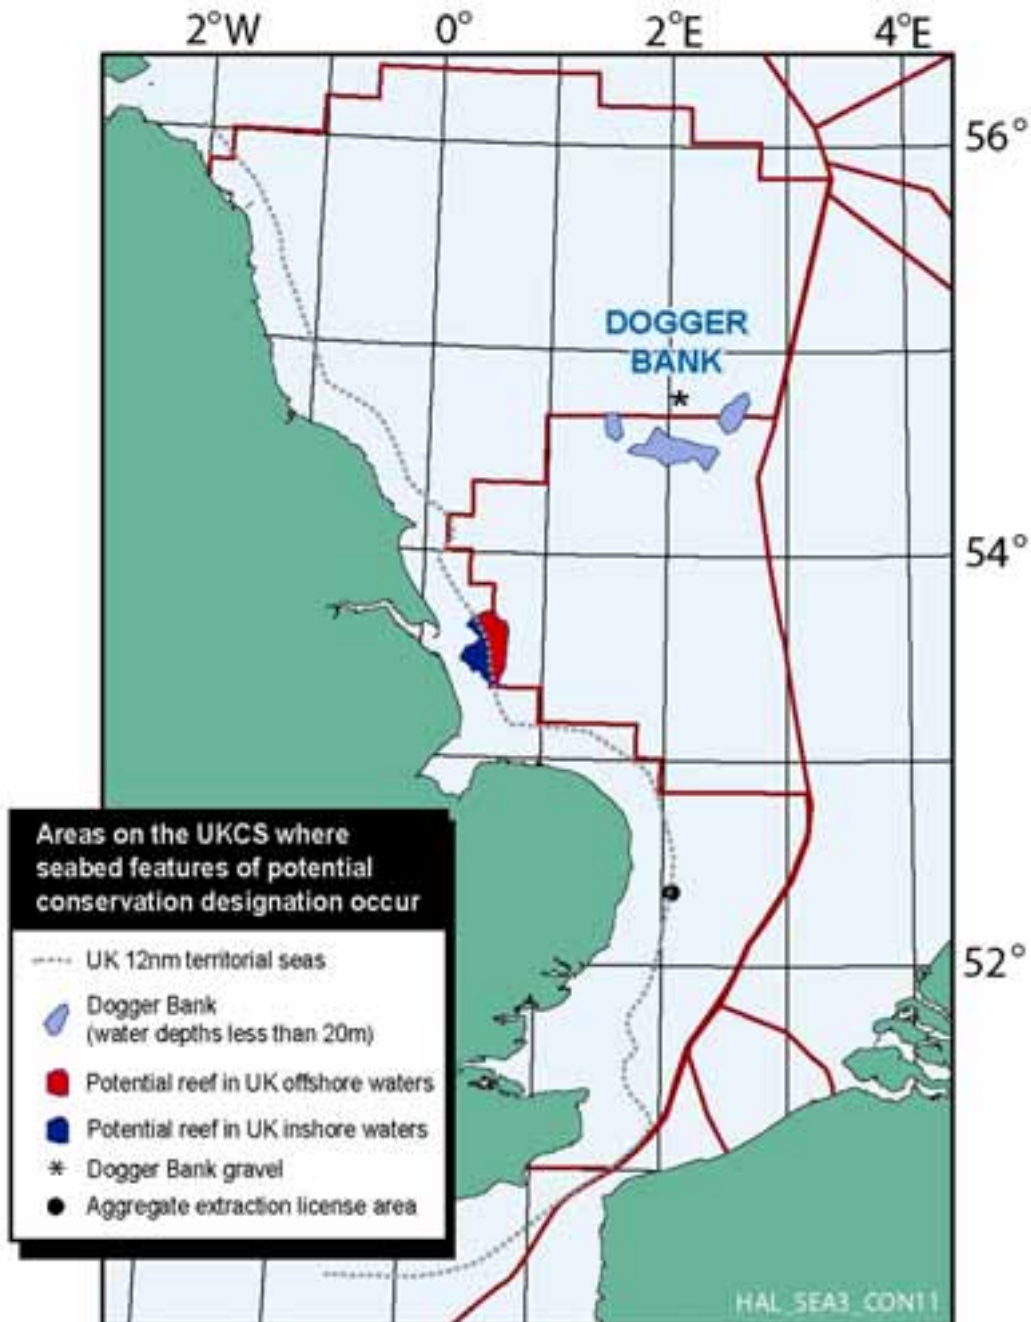 2°W 0° 2°E 4°E
56°
DOGGER
BANK
54°
Areas on the UKCS where
seabed features of potential
conservation designation occur
52°
UK 12nm territorial seas
Dogger Bank
(water depths less than 20m)
Potential reef in UK offshore waters
Potential reef in UK inshore waters
* Dogger Bank gravel
Aggregate extraction license area
HAL_SEA3_CON11